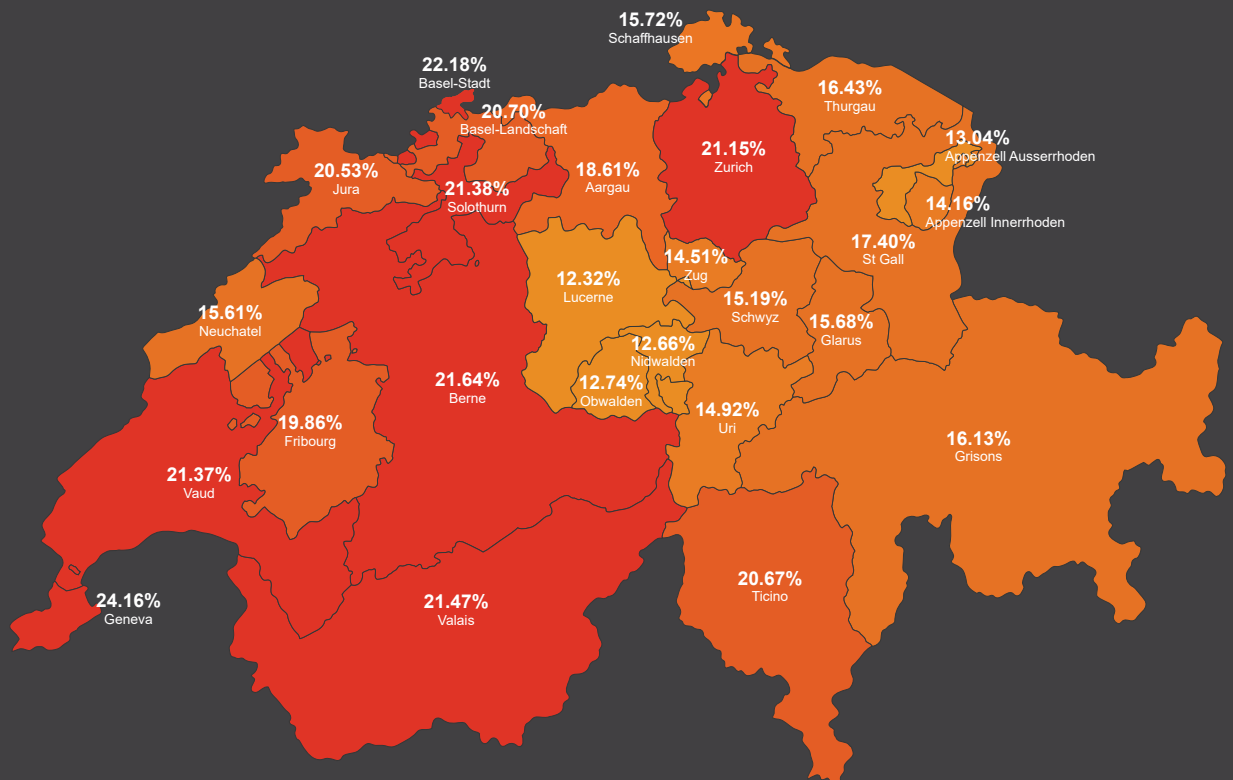 15.72%
Schaffhausen
22.18%
Basel-Stadt
20.70%
Basel-Landschaft
16.43%
Thurgau
13.04%
Appenzell Ausserrhoden
20.53%
Jura
21.38%
Solothurn
18.61%
Aargau
21.15%
Zurich
14.16%
Appenzell Innerrhoden
17.40%
St Gall
14.51%
Zug
12.32%
Lucerne
15.19%
Schwyz
15.61%
Neuchatel
15.68%
Glarus
12.66%
Nidwalden
12.74%
Obwalden
21.64%
Berne
14.92%
Uri
19.86%
Fribourg
16.13%
Grisons
21.37%
Vaud
20.67%
Ticino
24.16%
Geneva
21.47%
Valais